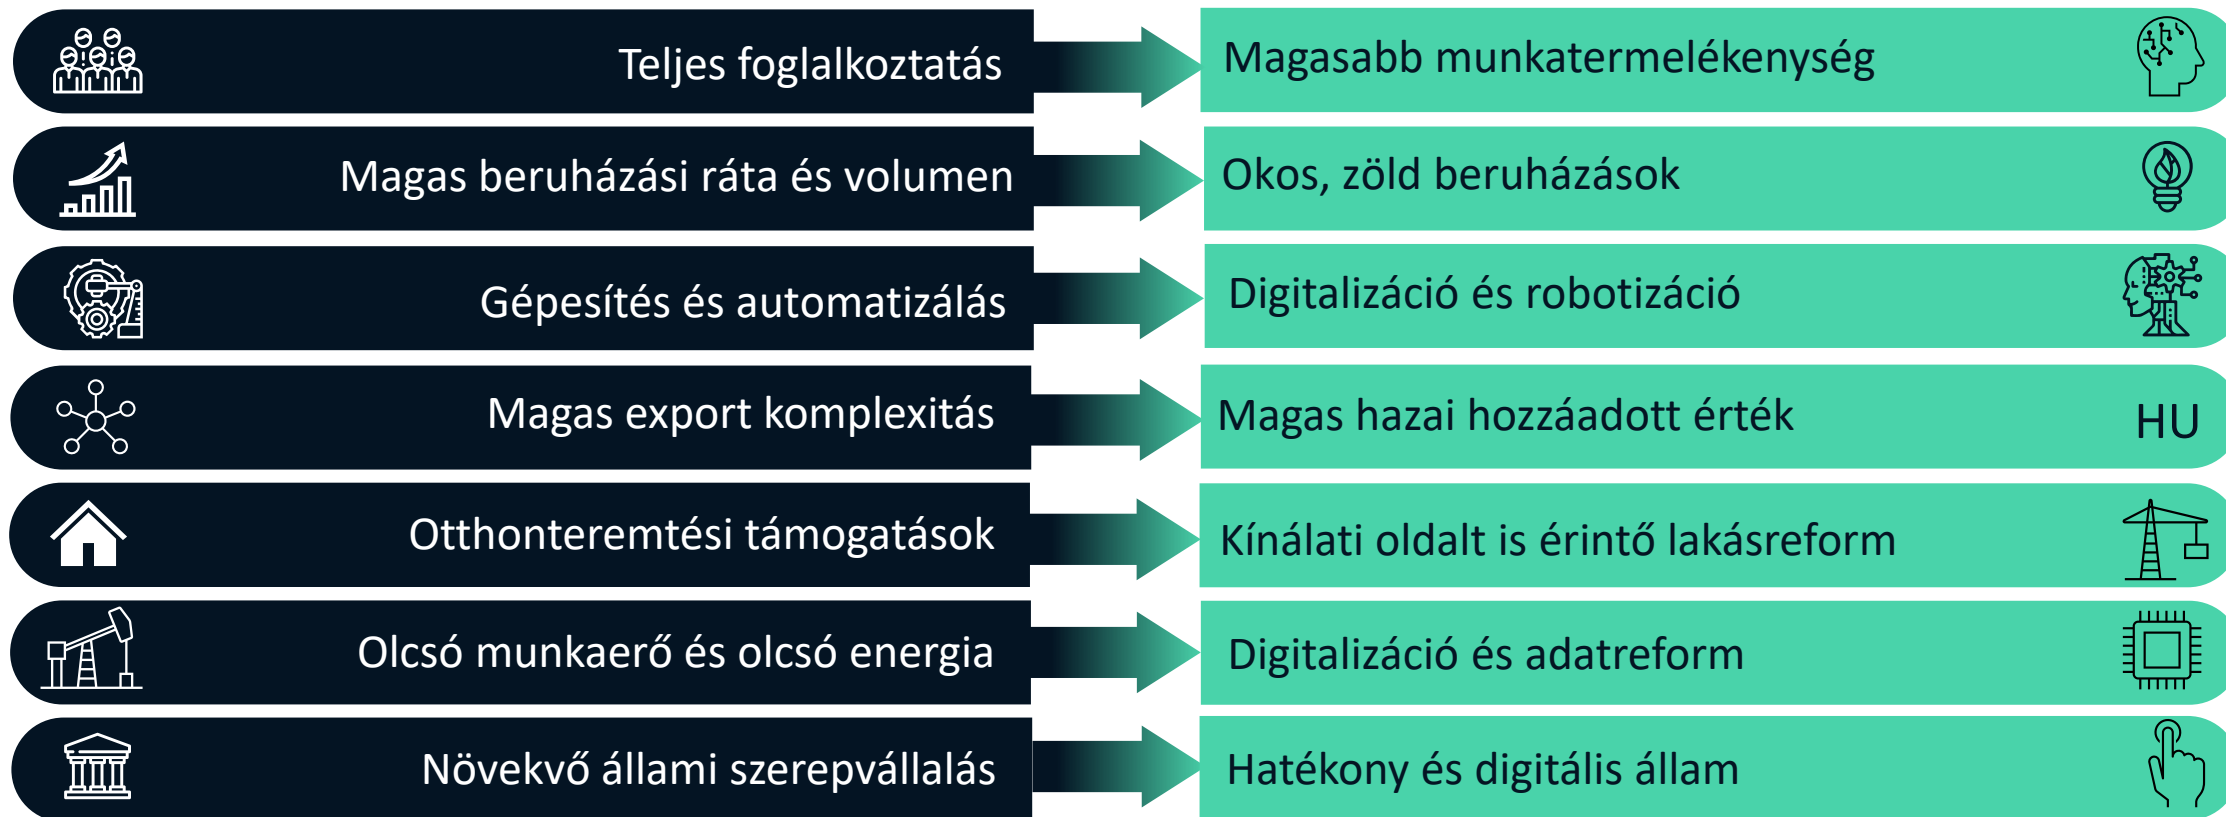 Teljes foglalkoztatás
Magasabb munkatermelékenység
Magas beruházási ráta és volumen
Okos, zöld beruházások
Gépesítés és automatizálás
Digitalizáció és robotizáció
Magas export komplexitás
Magas hazai hozzáadott érték
HU
Otthonteremtési támogatások
Kínálati oldalt is érintő lakásreform
Olcsó munkaerő és olcsó energia
Digitalizáció és adatreform
Növekvő állami szerepvállalás
Hatékony és digitális állam